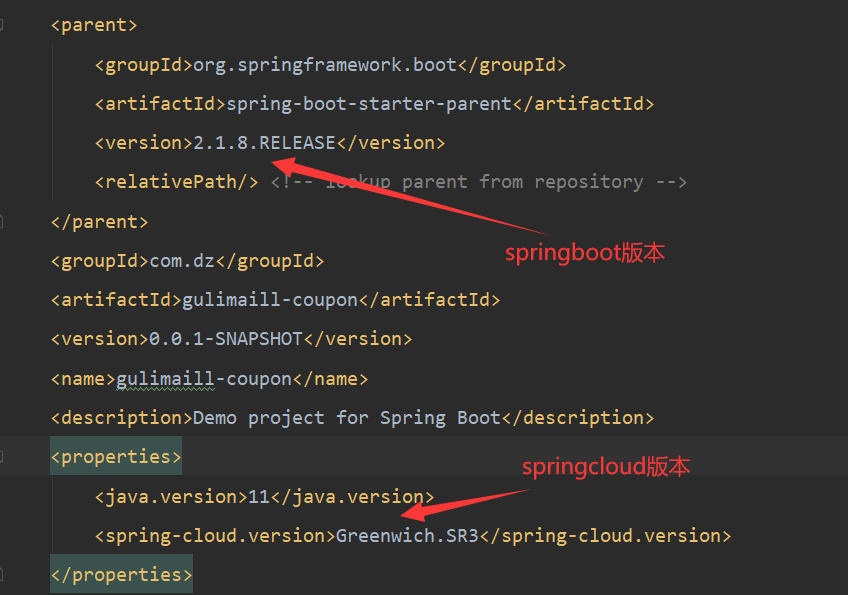 <parent>
<groupId>org.springframework.boot</groupId>
<artifactId>spring-boot-starter-parent</artifactId>
<version>2.1.8.RELEASE</version>
<relativePath/> <!-- lookup parent from repository -->
</parent>
springboot版本
<groupId>com.dz</groupId>
<artifactId>gulimaill-coupon</artifactId>
<version>0.0.1-SNAPSHOT</version>
<name>gulimaill-coupon</name>
<description>Demo project for Spring Boot</description>
<properties>
springcloud版本
<java.version>11</java.version>
<spring-cloud.version>Greenwich.SR3</spring-cloud.version>
</properties>